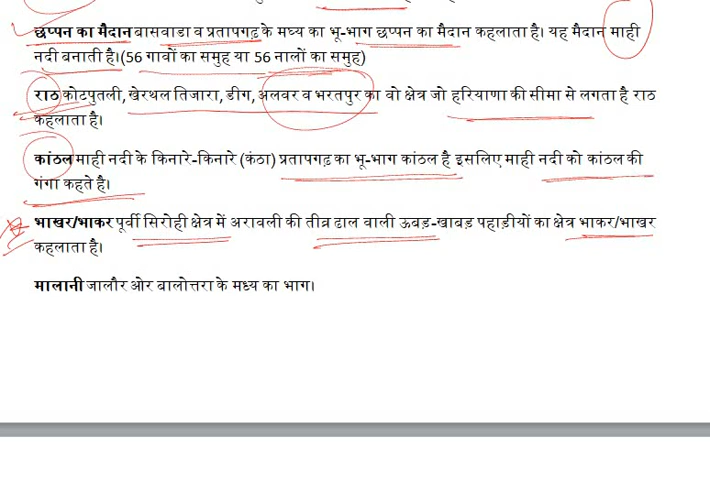 छप्पन का मैदान बासवाडा व प्रतापगढ़ के मघ्य का भू-भाग छप्पन का मैदान कहलाता है। यह मैदान माही
नदी बनाती है।(56 गावों का समुह या 56 नालों का समुह)
राठ कोटपुतली, खेरथल तिजारा, डीग, अलवर व भरतपुर का वो क्षेत्र जो हरियाणा की सीमा से लगता है राठ
कहलाता है।
कांठल माही नदी के किनारे-किनारे (कंठा) प्रतापगढ़ का भू-भाग कांठल है इसलिए माही नदी को कांठल की
गंगा कहते है।
भाखर/भाकर पूर्वी सिरोही क्षेत्र में अरावली की तीव्र ढाल वाली ऊबड़-खाबड़ पहाड़ीयों का क्षेत्र भाकर/भाखर
कहलाता है।
मालानी जालौर ओर बालोत्तरा के मध्य का भाग।